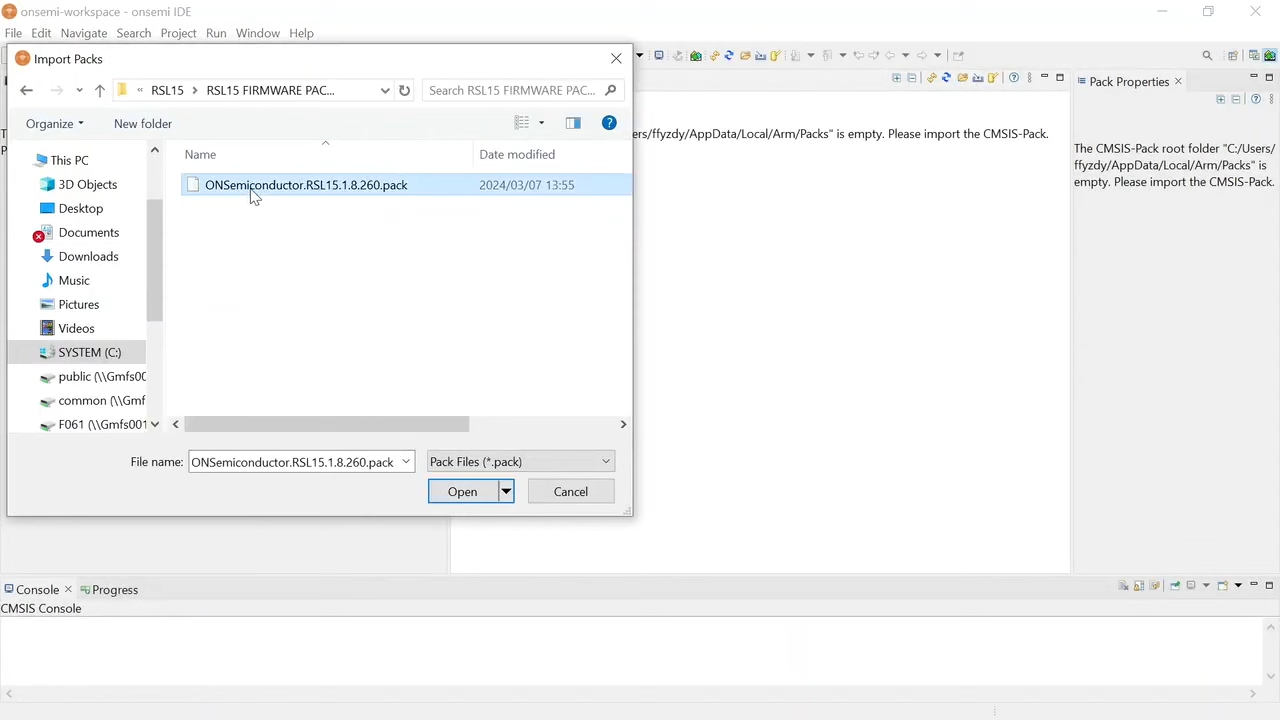 onsemi-workspace - onsemi IDE
File Edit Navigate Search Project Run Window Help
Import Packs
« RSL15 > RSL15 FIRMWARE PAC...
Search RSL15 FIRMWARE PAC...
Organize
New folder
This PC
3D Objects
Desktop
Documents
Downloads
Music
Pictures
Videos
SYSTEM (C:)
public (\\Gmfs00
common (\\Gmf
F061 (\\Gmfs001
Name
Date modified
ONSemiconductor.RSL15.1.8.260.pack
2024/03/07 13:55
File name:
ONSemiconductor.RSL15.1.8.260.pack
Pack Files (*.pack)
Open
Cancel
ers/ffyzdy/AppData/Local/Arm/Packs" is empty. Please import the CMSIS-Pack.
Pack Properties
The CMSIS-Pack root folder "C:/Users/
ffyzdy/AppData/Local/Arm/Packs" is
empty. Please import the CMSIS-Pack.
Console
Progress
CMSIS Console